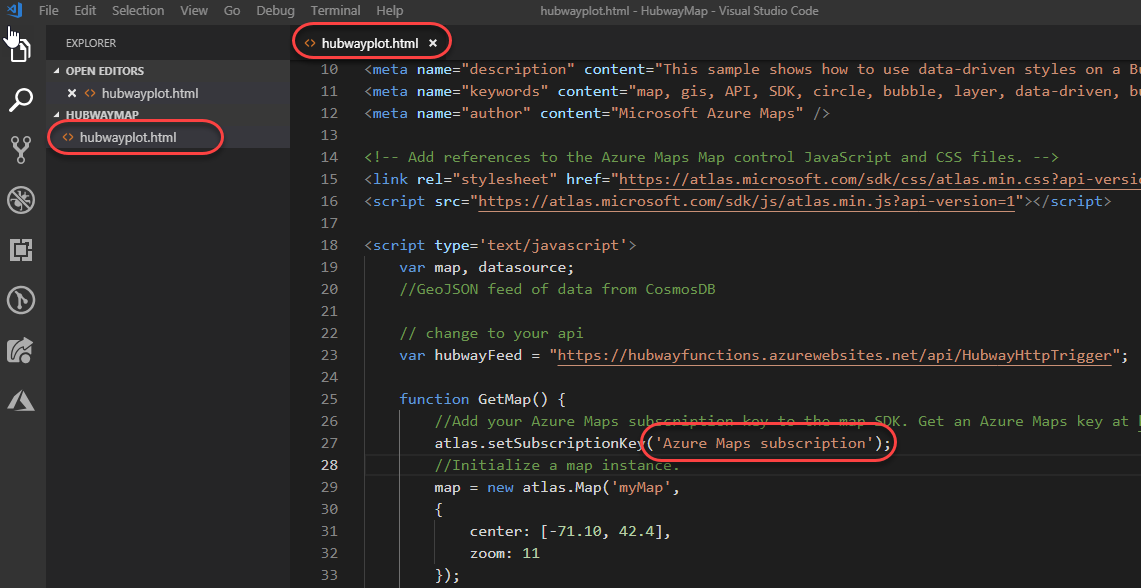 File Edit Selection View Go Debug Terminal Help
hubwayplot.html - HubwayMap - Visual Studio Code
EXPLORER
OPEN EDITORS
hubwayplot.html
HUBWAYMAP
hubwayplot.html
<> hubwayplot.html ×
10 <meta name="description" content="This sample shows how to use data-driven styles on a Bu
11 <meta name="keywords" content="map, gis, API, SDK, circle, bubble, layer, data-driven, bu
12 <meta name="author" content="Microsoft Azure Maps" />
13
14 <!-- Add references to the Azure Maps Map control JavaScript and CSS files. -->
15 <link rel="stylesheet" href="https://atlas.microsoft.com/sdk/css/atlas.min.css?api-versio
16 <script src="https://atlas.microsoft.com/sdk/js/atlas.min.js?api-version=1"></script>
17
18 <script type='text/javascript'>
19 var map, datasource;
20 //GeoJSON feed of data from CosmosDB
21
22 // change to your api
23 var hubwayFeed = "https://hubwayfunctions.azurewebsites.net/api/HubwayHttpTrigger";
24
25 function GetMap() {
26 //Add your Azure Maps subscription key to the map SDK. Get an Azure Maps key at
27 atlas.setSubscriptionKey('Azure Maps subscription');
28 //Initialize a map instance.
29 map = new atlas.Map('myMap',
30 {
31 center: [-71.10, 42.4],
32 zoom: 11
33 });